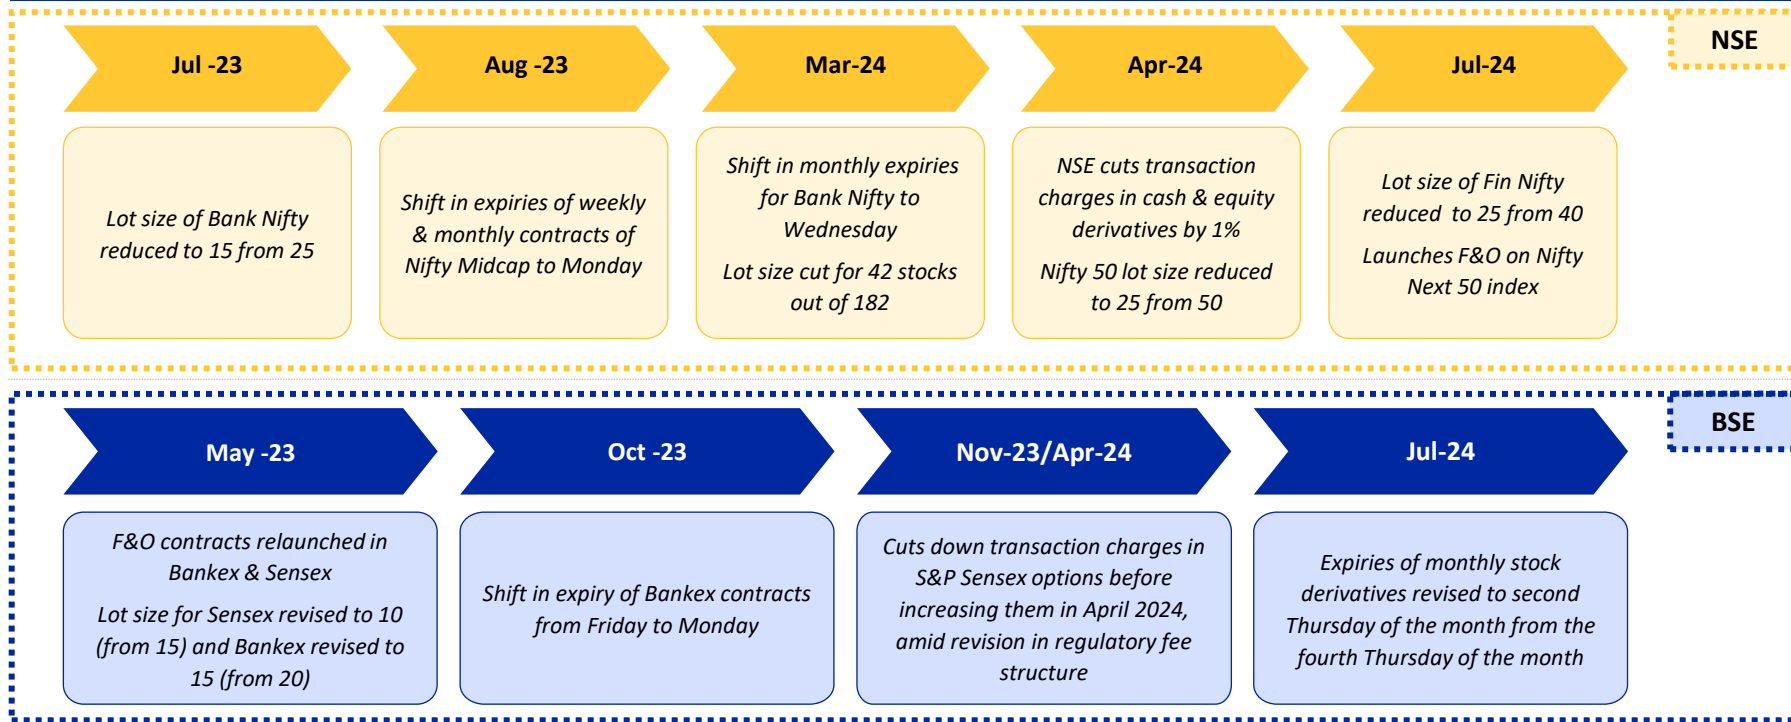 NSE
Jul -23
Aug -23
Mar-24
Apr-24
Jul-24
Lot size of Bank Nifty
reduced to 15 from 25
Shift in expiries of weekly
& monthly contracts of
Nifty Midcap to Monday
Shift in monthly expiries
for Bank Nifty to
Wednesday
Lot size cut for 42 stocks
out of 182
NSE cuts transaction
charges in cash & equity
derivatives by 1%
Nifty 50 lot size reduced
to 25 from 50
Lot size of Fin Nifty
reduced to 25 from 40
Launches F&O on Nifty
Next 50 index
BSE
May -23
Oct -23
Nov-23/Apr-24
Jul-24
F&O contracts relaunched in
Bankex & Sensex
Lot size for Sensex revised to 10
(from 15) and Bankex revised to
15 (from 20)
Shift in expiry of Bankex contracts
from Friday to Monday
Cuts down transaction charges in
S&P Sensex options before
increasing them in April 2024,
amid revision in regulatory fee
structure
Expiries of monthly stock
derivatives revised to second
Thursday of the month from the
fourth Thursday of the month